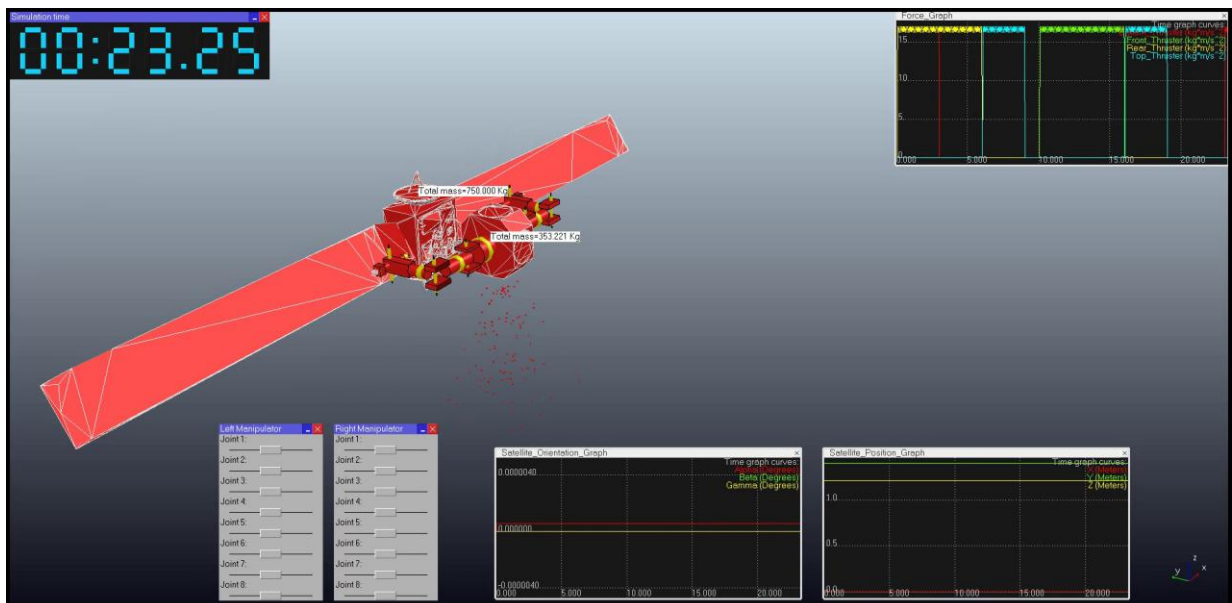 Simulation time
00:23.25
Force_Graph
Time graph curves:
Front_Thruster (kg*m/s^2)
Rear_Thruster (kg*m/s^2)
Top_Thruster (kg*m/s^2)
15
10
5
0
0.000 5.000 10.000 15.000 20.000
Total mass=750.000 Kg
Total mass=353.221 Kg
Left Manipulator
Joint 1:
Joint 2:
Joint 3:
Joint 4:
Joint 5:
Joint 6:
Joint 7:
Joint 8:
Right Manipulator
Joint 1:
Joint 2:
Joint 3:
Joint 4:
Joint 5:
Joint 6:
Joint 7:
Joint 8:
Satellite_Orientation_Graph
Time graph curves:
Alpha (Degrees)
Beta (Degrees)
Gamma (Degrees)
0.0000040
0.000000
-0.0000040
0.000 5.000 10.000 15.000 20.000
Satellite_Position_Graph
Time graph curves:
X (Meters)
Y (Meters)
Z (Meters)
1.0
0.5
0.0
0.000 5.000 10.000 15.000 20.000
z
y x